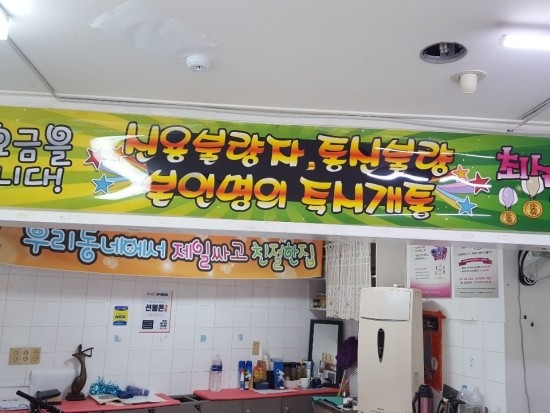 요금을
니다!
신용불량자, 통신불량
본인명의 즉시개통
최
우리동네에서 제일싸고 친절한집
선불폰